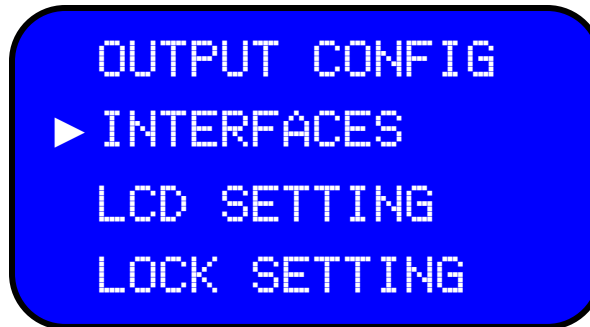 OUTPUT CONFIG
►INTERFACES
LCD SETTING
LOCK SETTING